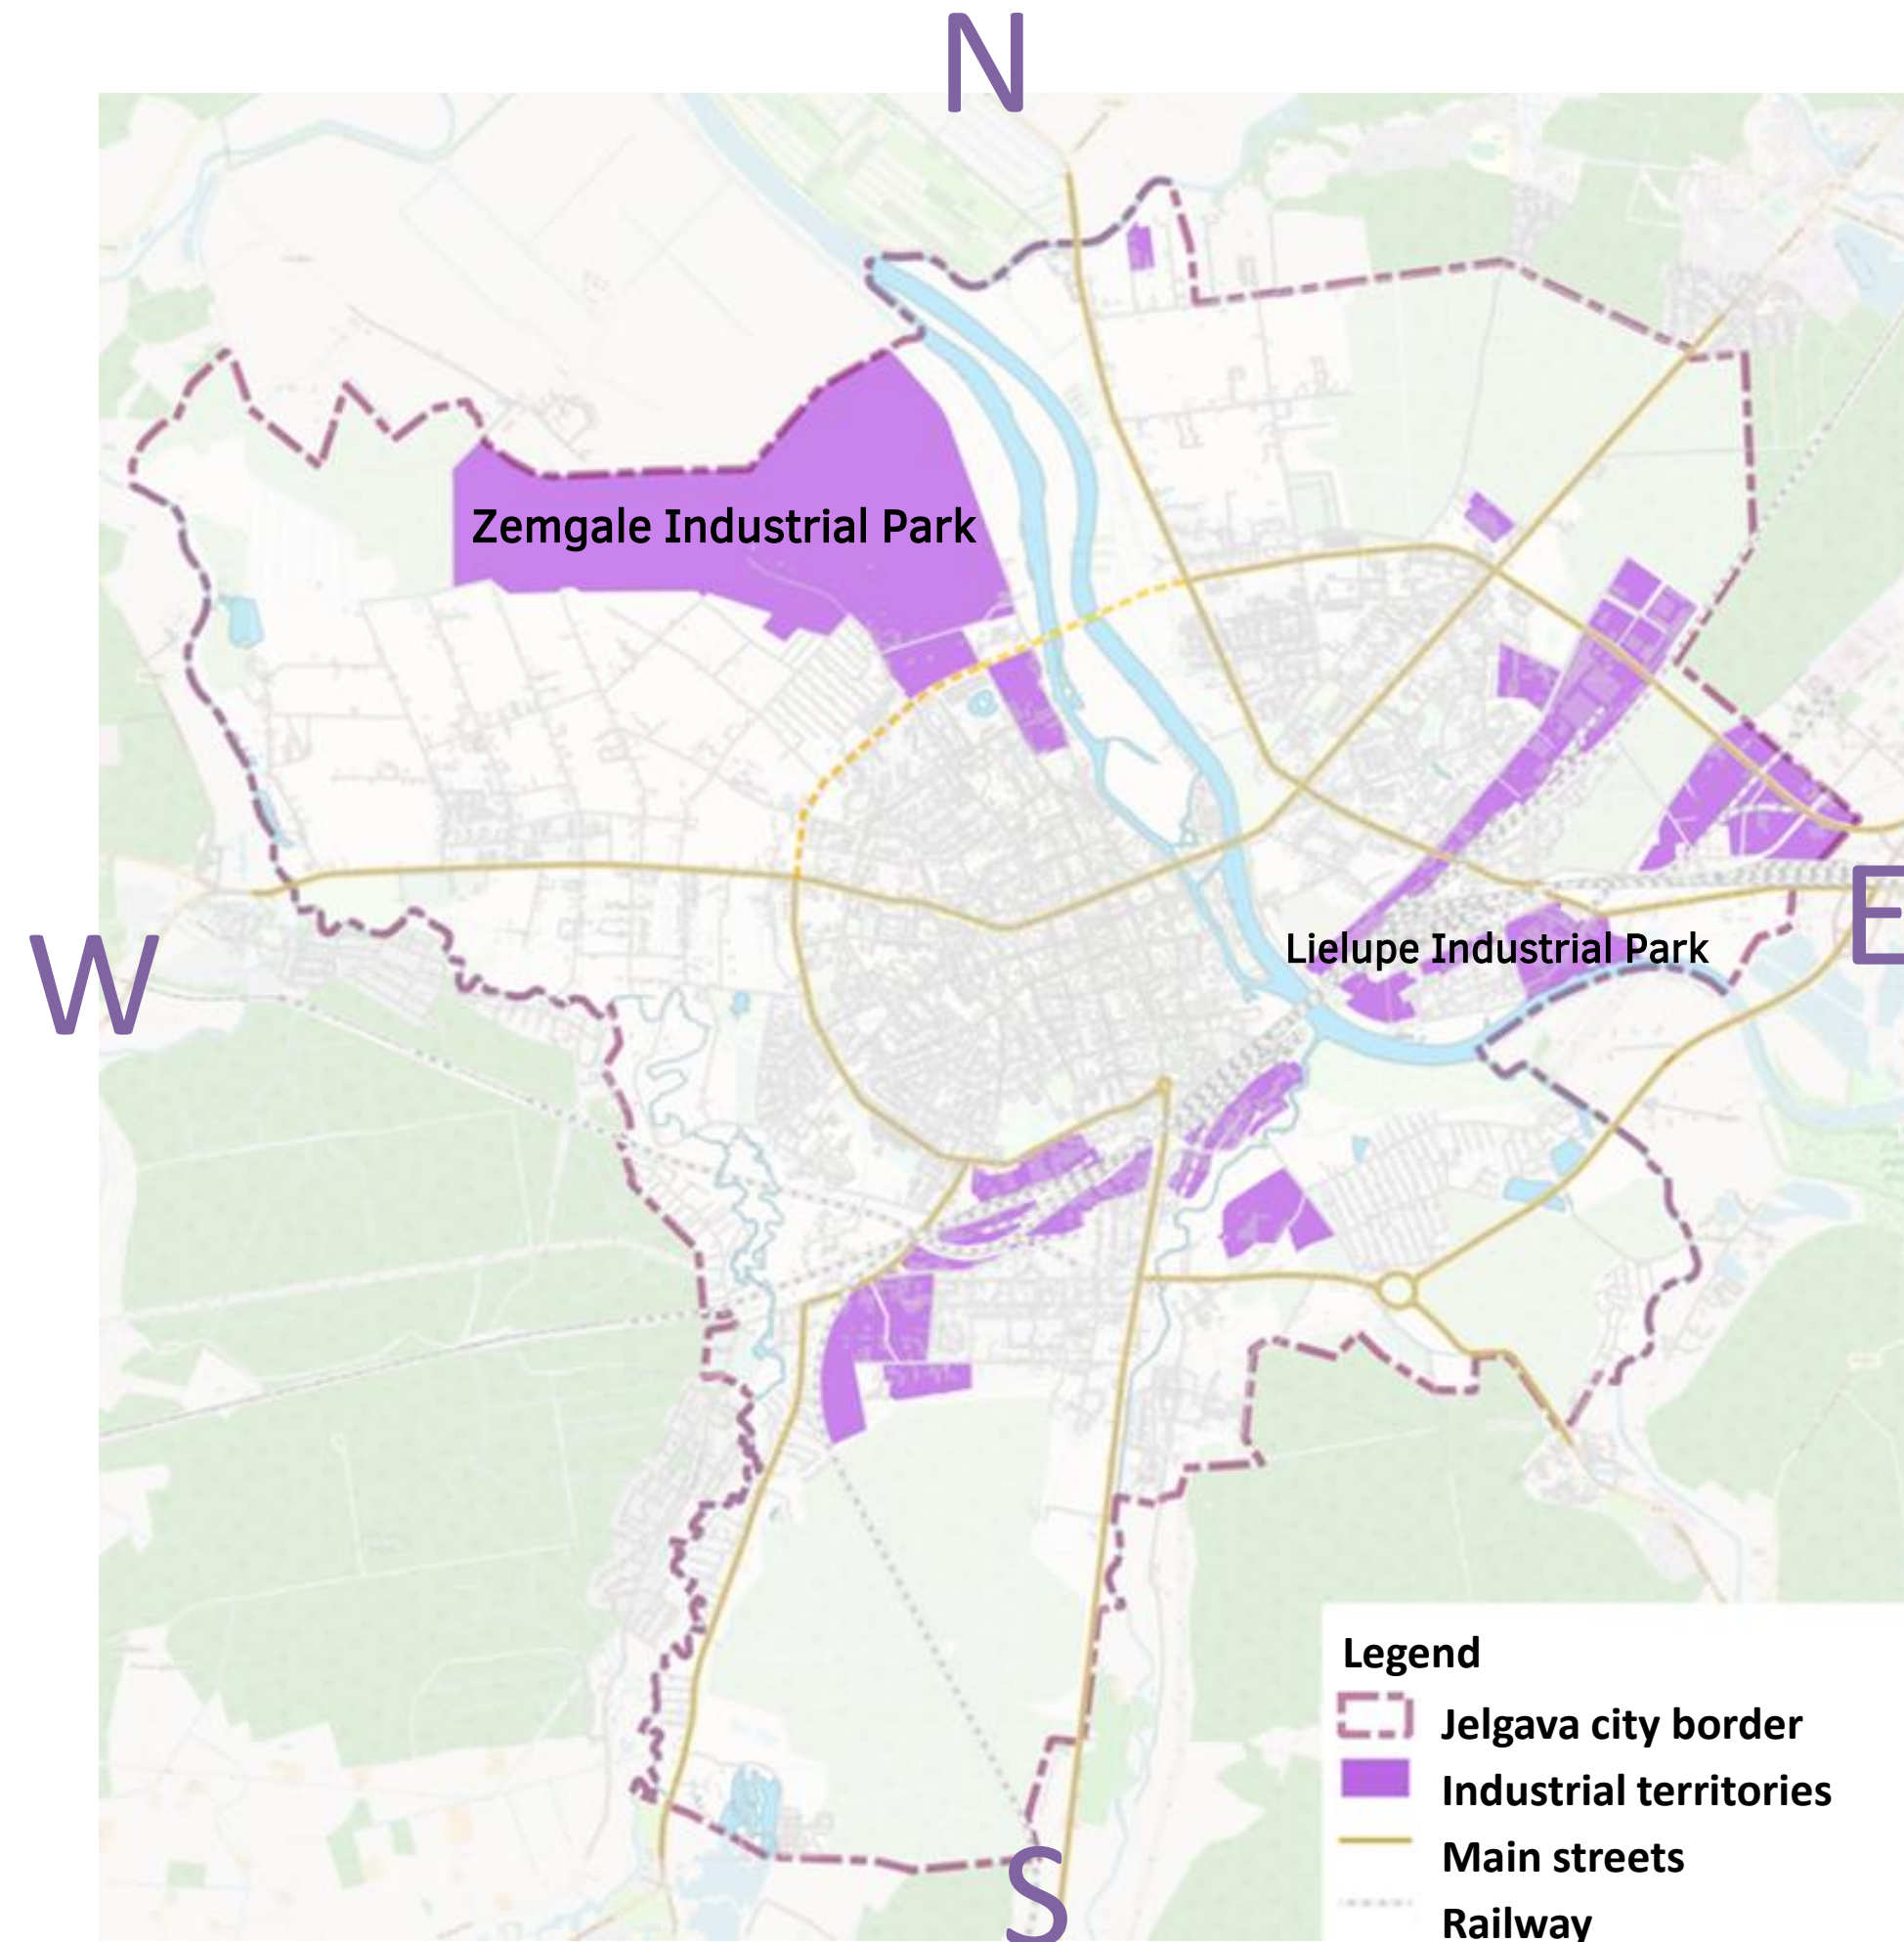 N
Zemgale Industrial Park
W
E
Lielupe Industrial Park
S
Legend
Jelgava city border
Industrial territories
Main streets
Railway